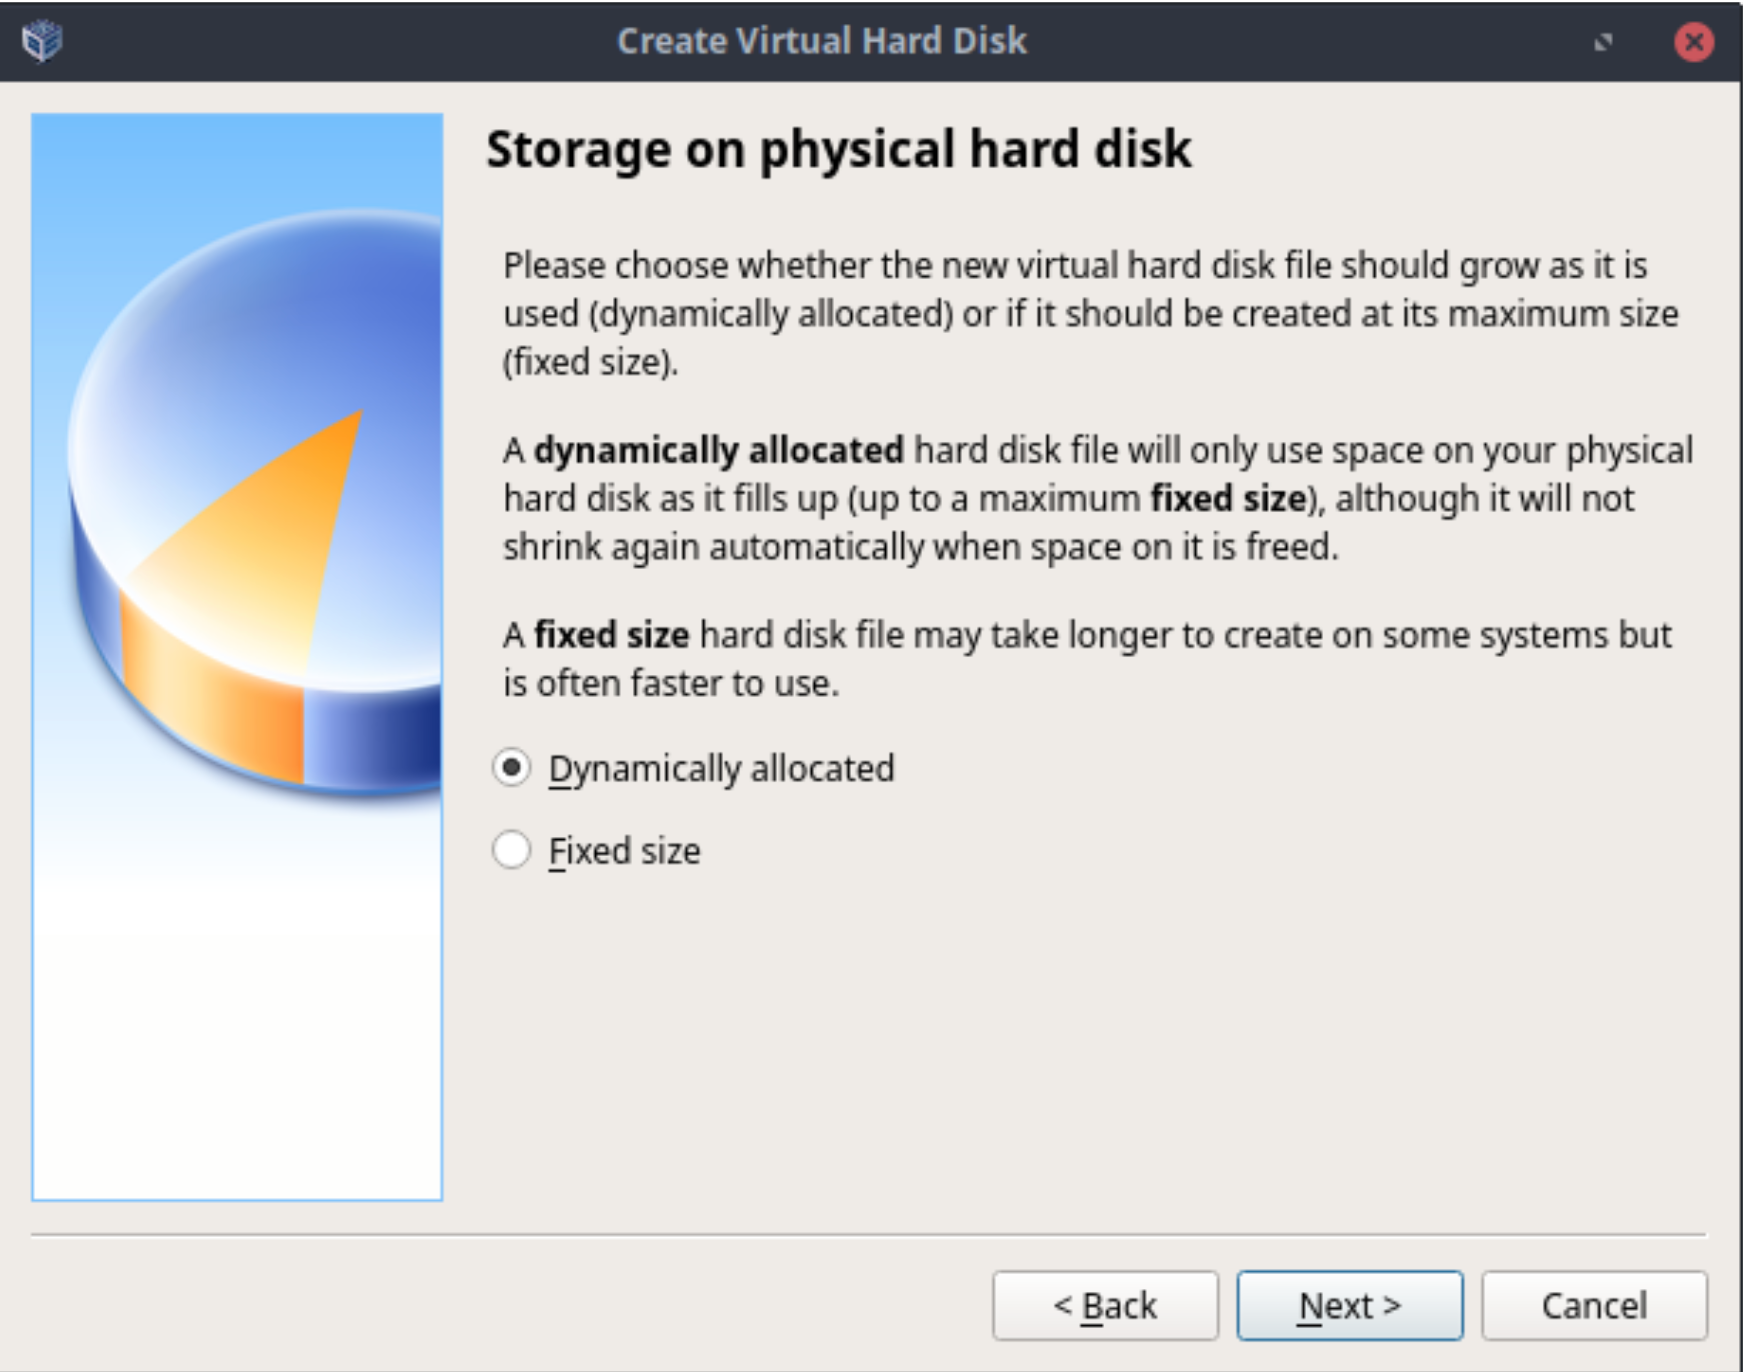 Create Virtual Hard Disk
Storage on physical hard disk
Please choose whether the new virtual hard disk file should grow as it is
used (dynamically allocated) or if it should be created at its maximum size
(fixed size).
A dynamically allocated hard disk file will only use space on your physical
hard disk as it fills up (up to a maximum fixed size), although it will not
shrink again automatically when space on it is freed.
A fixed size hard disk file may take longer to create on some systems but
is often faster to use.
Dynamically allocated
Fixed size
< Back Next > Cancel